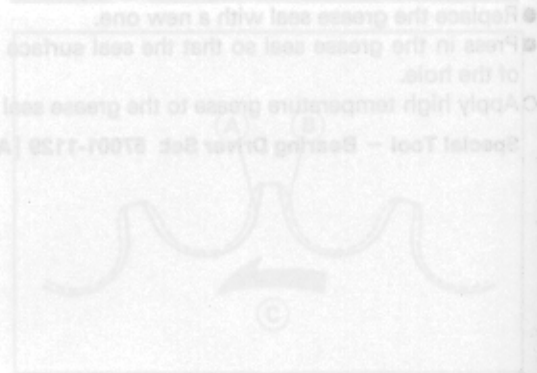 ● Replace the grease seal with a new one.
● Press in the grease seal so that the seal surface
of the hole.
○ Apply high temperature grease to the grease seal
Special Tool – Bearing Driver Set: 57001-1129 [A
A B
C